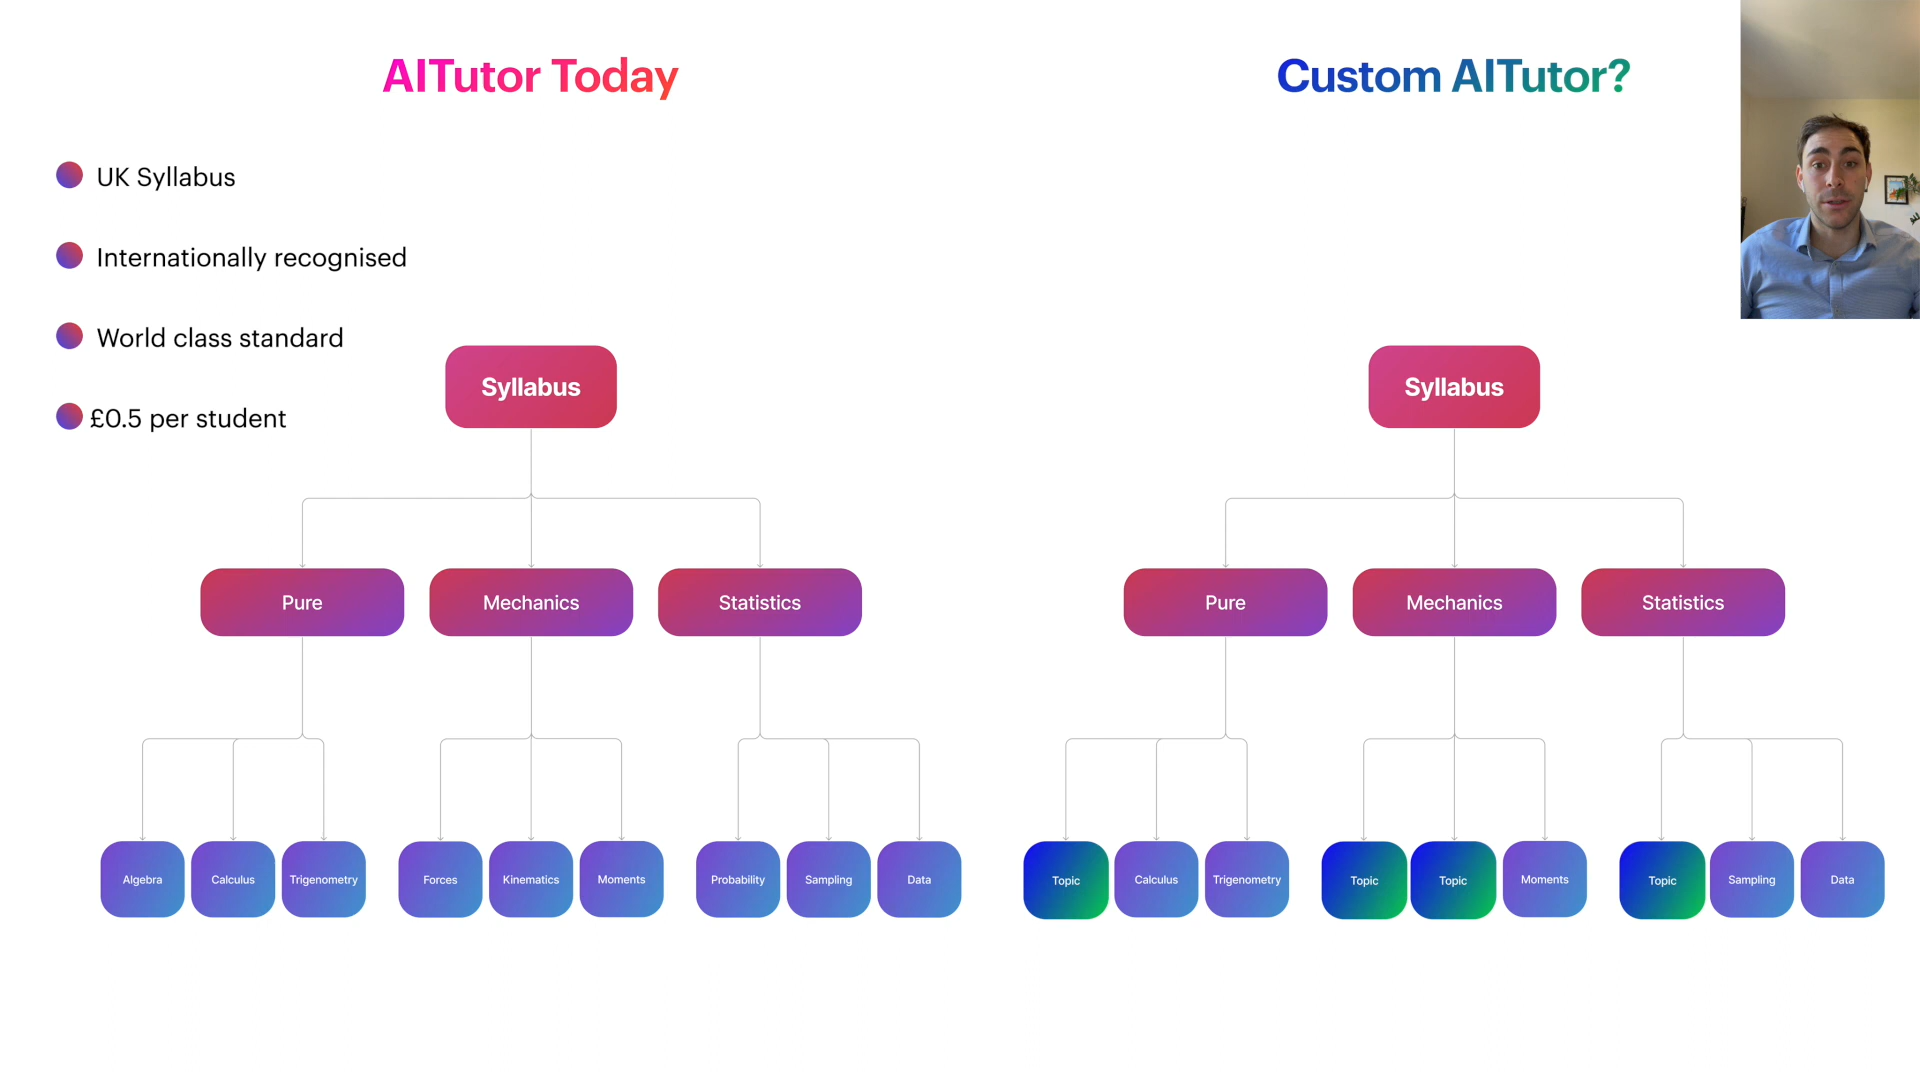 AITutor Today
UK Syllabus
Internationally recognised
World class standard
£0.5 per student
Syllabus
Pure
Mechanics
Statistics
Algebra
Calculus
Trigenometry
Forces
Kinematics
Moments
Probability
Sampling
Data
Custom AITutor?
Syllabus
Pure
Mechanics
Statistics
Topic
Calculus
Trigenometry
Topic
Topic
Moments
Topic
Sampling
Data